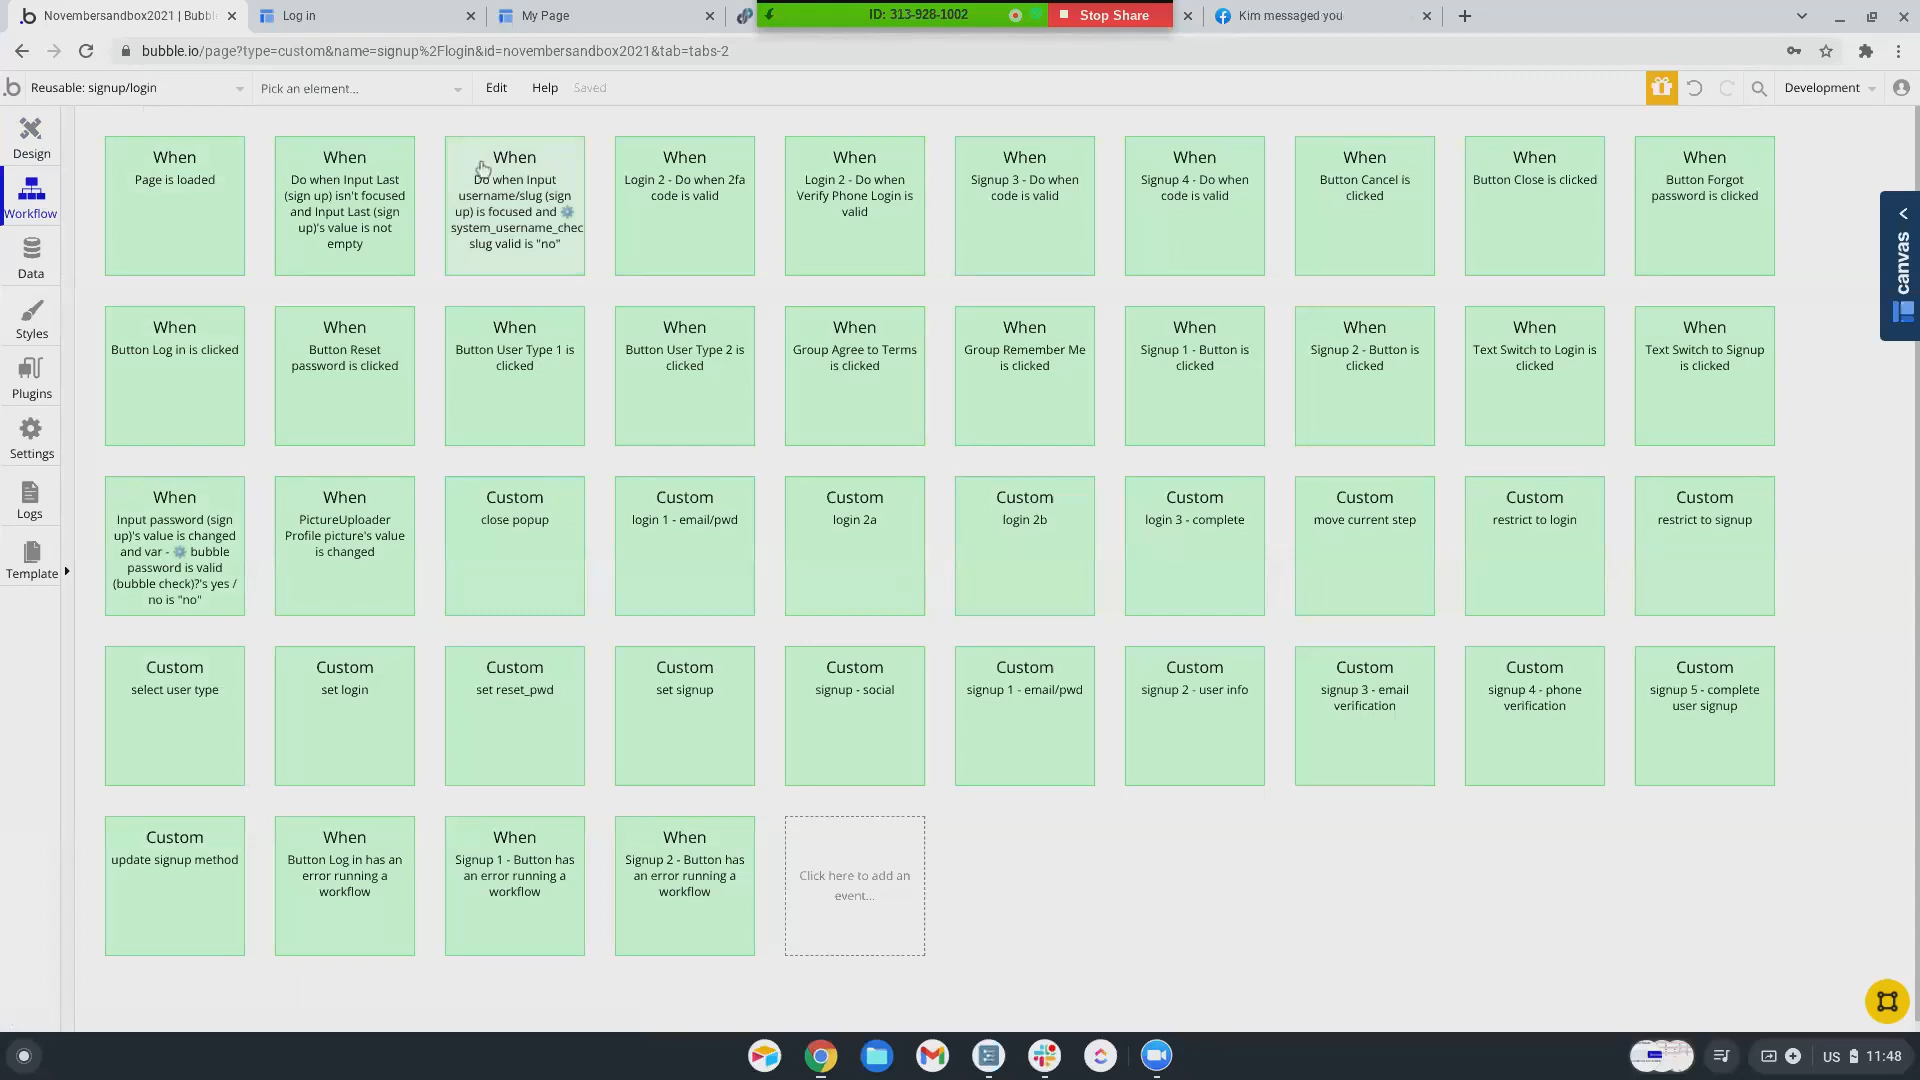 Novembersandbox2021 | Bubble
Log in
My Page
ID: 313-928-1002
Stop Share
Kim messaged you
bubble.io/page?type=custom&name=signup%2Flogin&id=novembersandbox2021&tab=tabs-2
Reusable: signup/login
Pick an element...
Edit
Help
Saved
Development
Design
Workflow
Data
Styles
Plugins
Settings
Logs
Template
canvas
When
Page is loaded
When
Do when Input Last
(sign up) isn't focused
and Input Last (sign
up)'s value is not
empty
When
Do when Input
username/slug (sign
up) is focused and
system_username_chec
slug valid is "no"
When
Login 2 - Do when 2fa
code is valid
When
Login 2 - Do when
Verify Phone Login is
valid
When
Signup 3 - Do when
code is valid
When
Signup 4 - Do when
code is valid
When
Button Cancel is
clicked
When
Button Close is clicked
When
Button Forgot
password is clicked
When
Button Log in is clicked
When
Button Reset
password is clicked
When
Button User Type 1 is
clicked
When
Button User Type 2 is
clicked
When
Group Agree to Terms
is clicked
When
Group Remember Me
is clicked
When
Signup 1 - Button is
clicked
When
Signup 2 - Button is
clicked
When
Text Switch to Login is
clicked
When
Text Switch to Signup
is clicked
When
Input password (sign
up)'s value is changed
and var - bubble
password is valid
(bubble check)?'s yes /
no is "no"
When
PictureUploader
Profile picture's value
is changed
Custom
close popup
Custom
login 1 - email/pwd
Custom
login 2a
Custom
login 2b
Custom
login 3 - complete
Custom
move current step
Custom
restrict to login
Custom
restrict to signup
Custom
select user type
Custom
set login
Custom
set reset_pwd
Custom
set signup
Custom
signup - social
Custom
signup 1 - email/pwd
Custom
signup 2 - user info
Custom
signup 3 - email
verification
Custom
signup 4 - phone
verification
Custom
signup 5 - complete
user signup
Custom
update signup method
When
Button Log in has an
error running a
workflow
When
Signup 1 - Button has
an error running a
workflow
When
Signup 2 - Button has
an error running a
workflow
Click here to add an
event...
US
11:48